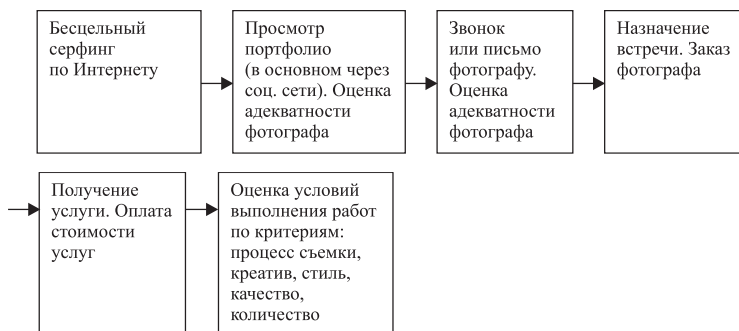 Бесцельный
серфинг
по Интернету
Просмотр
портфолио
(в основном через
соц. сети). Оценка
адекватности
фотографа
Звонок
или письмо
фотографу.
Оценка
адекватности
фотографа
Назначение
встречи. Заказ
фотографа
Получение
услуги. Оплата
стоимости
услуг
Оценка условий
выполнения работ
по критериям:
процесс съемки,
креатив, стиль,
качество,
количество